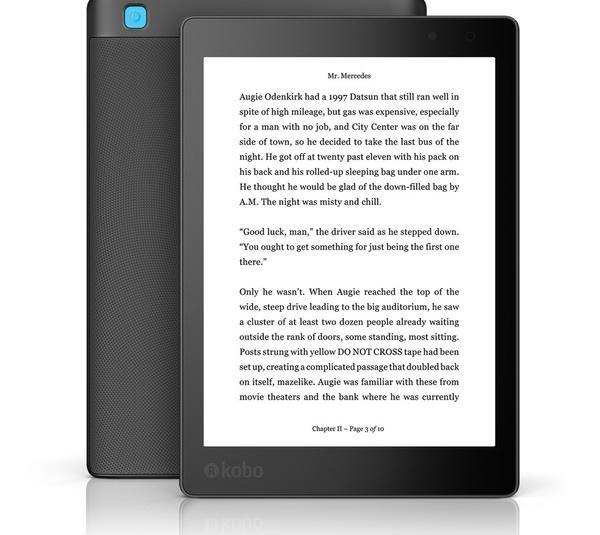 Mr. Mercedes
Augie Odenkirk had a 1997 Datsun that still ran well in
spite of high mileage, but gas was expensive, especially
for a man with no job, and City Center was on the far
side of town, so he decided to take the last bus of the
night. He got off at twenty past eleven with his pack on
his back and his rolled-up sleeping bag under one arm.
He thought he would be glad of the down-filled bag by
A.M. The night was misty and chill.
“Good luck, man,” the driver said as he stepped down.
“You ought to get something for just being the first one
there.”
Only he wasn’t. When Augie reached the top of the
wide, steep drive leading to the big auditorium, he saw
a cluster of at least two dozen people already waiting
outside the rank of doors, some standing, most sitting.
Posts strung with yellow DO NOT CROSS tape had been
set up, creating a complicated passage that doubled back
on itself, mazelike. Augie was familiar with these from
movie theaters and the bank where he was currently
Chapter II – Page 3 of 10
R kobo